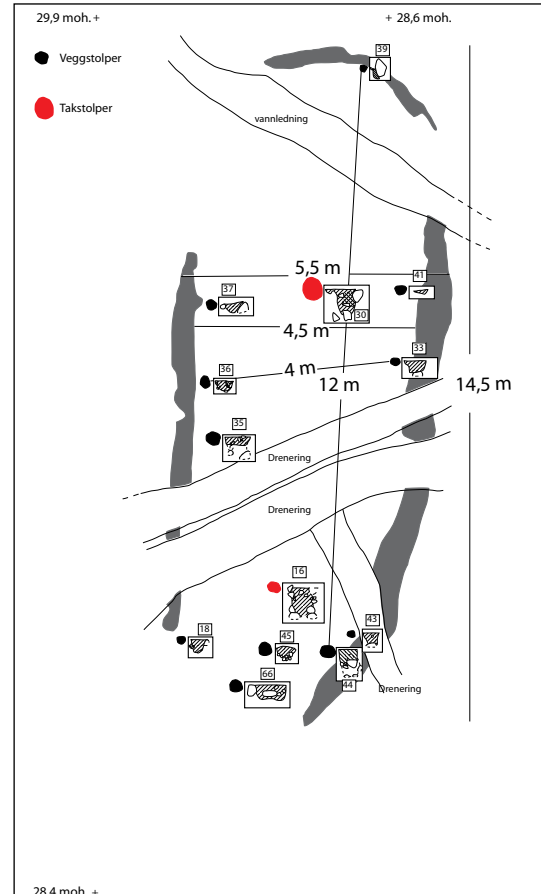 29,9 moh. +
+ 28,6 moh.
39
Veggstolper
Takstolper
vannledning
5,5 m
41
37
30
4,5 m
33
4 m
36
12 m
14,5 m
35
Drenering
Drenering
16
43
18
45
66
44
Drenering
28,4 moh. +